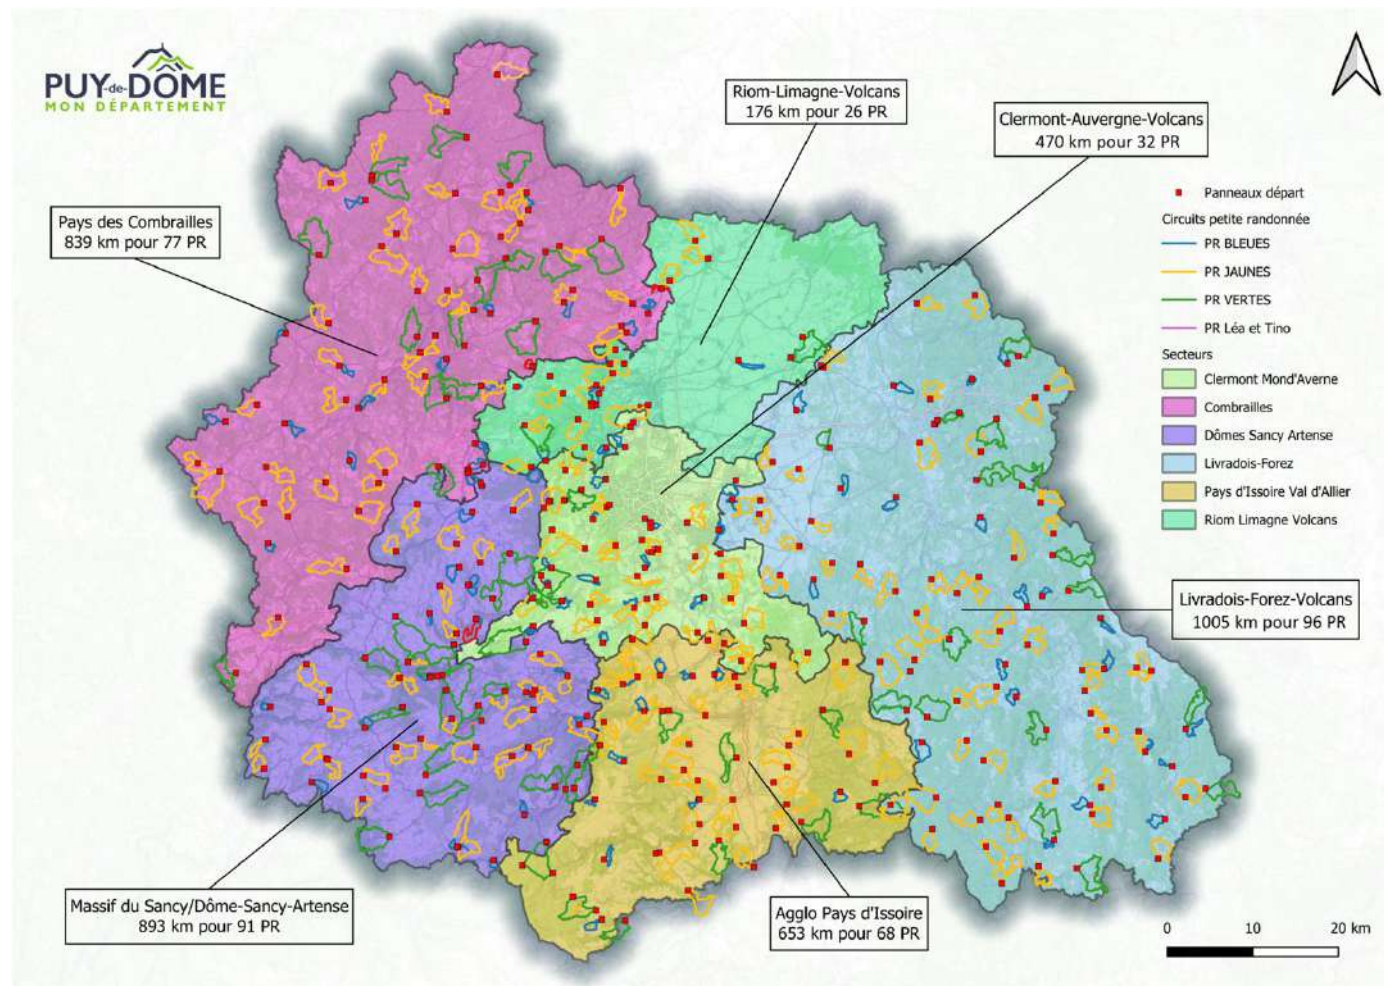 PUY-de-DÔME
MON DÉPARTEMENT
Riom-Limagne-Volcans
176 km pour 26 PR
Clermont-Auvergne-Volcans
470 km pour 32 PR
Pays des Combrailles
839 km pour 77 PR
Panneaux départ
Circuits petite randonnée
PR BLEUES
PR JAUNES
PR VERTES
PR Léa et Tino
Secteurs
Clermont Mond'Averne
Combrailles
Dômes Sancy Artense
Livradois-Forez
Pays d'Issoire Val d'Allier
Riom Limagne Volcans
Livradois-Forez-Volcans
1005 km pour 96 PR
Massif du Sancy/Dôme-Sancy-Artense
893 km pour 91 PR
Agglo Pays d'Issoire
653 km pour 68 PR
0 10 20 km